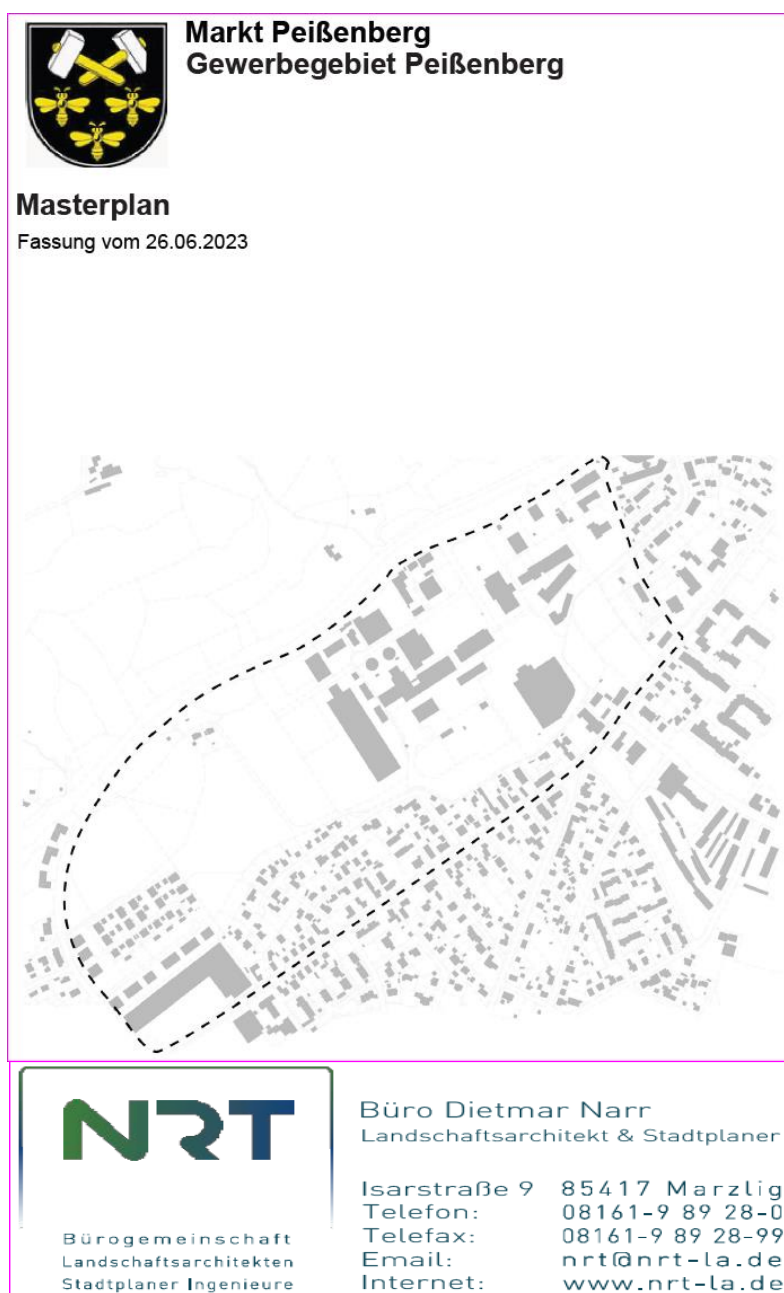 Markt Peißenberg
Gewerbegebiet Peißenberg
Masterplan
Fassung vom 26.06.2023
NRT
Bürogemeinschaft
Landschaftsarchitekten
Stadtplaner Ingenieure
Büro Dietmar Narr
Landschaftsarchitekt & Stadtplaner
Isarstraße 9 85417 Marzlig
Telefon: 08161-9 89 28-0
Telefax: 08161-9 89 28-99
Email: nrt@nrt-la.de
Internet: www.nrt-la.de